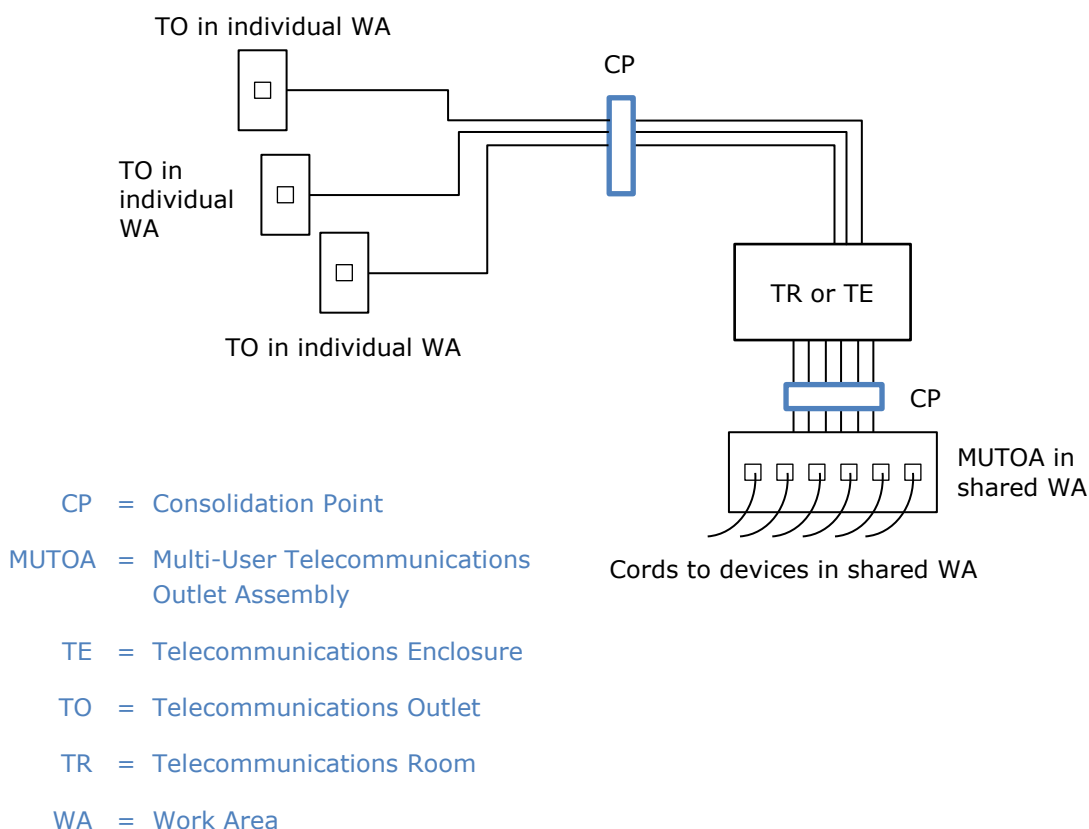 TO in individual WA
CP
TO in
individual
WA
TR or TE
TO in individual WA
CP
MUTOA in
shared WA
Cords to devices in shared WA
CP = Consolidation Point
MUTOA = Multi-User Telecommunications
Outlet Assembly
TE = Telecommunications Enclosure
TO = Telecommunications Outlet
TR = Telecommunications Room
WA = Work Area